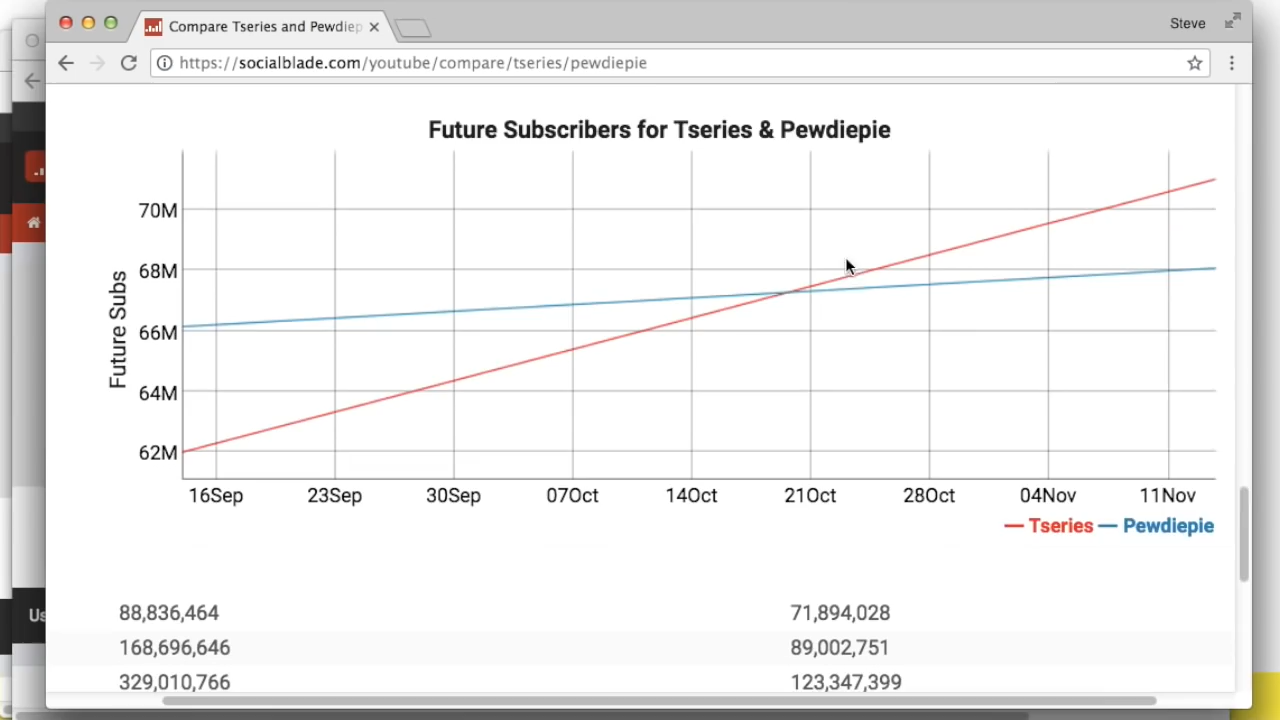 Compare Tseries and Pewdiep
Steve
https://socialblade.com/youtube/compare/tseries/pewdiepie
Future Subscribers for Tseries & Pewdiepie
Future Subs
70M
68M
66M
64M
62M
16Sep 23Sep 30Sep 07Oct 14Oct 21Oct 28Oct 04Nov 11Nov
Tseries Pewdiepie
Us
88,836,464 71,894,028
168,696,646 89,002,751
329,010,766 123,347,399